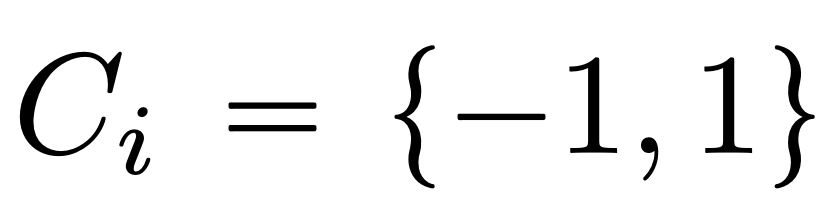 C_i = {−1, 1}